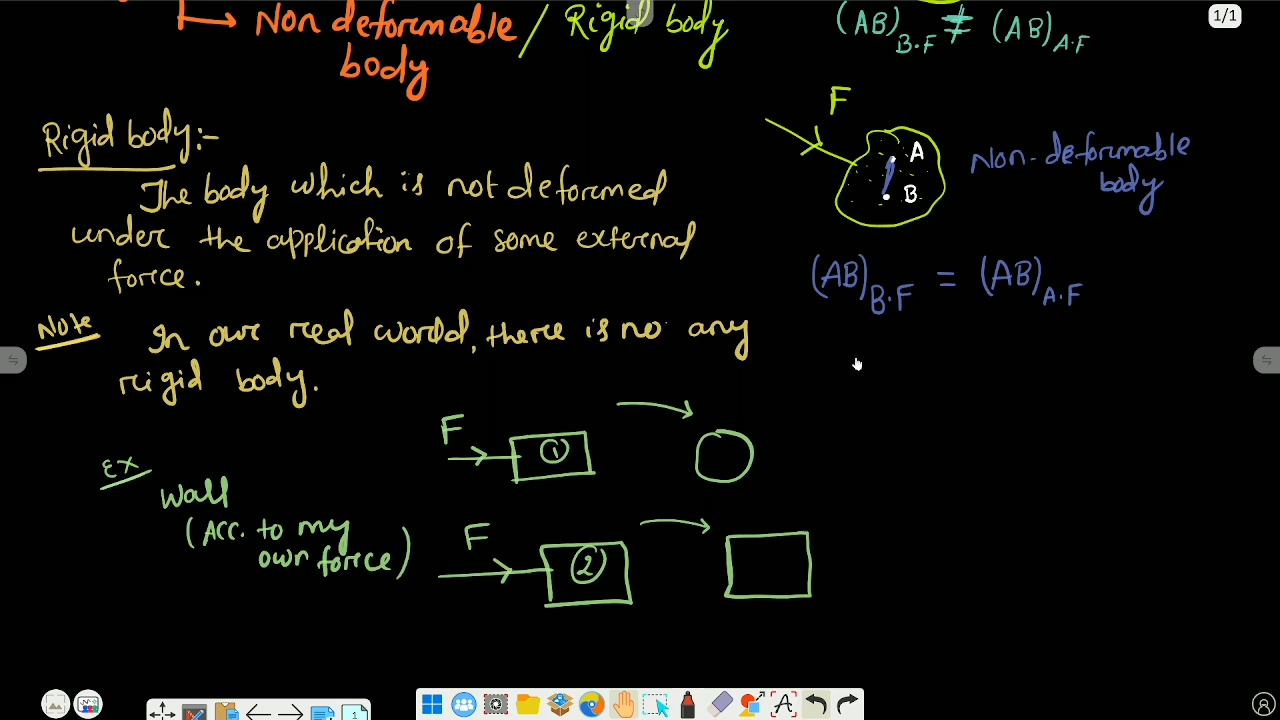 Non deformable / Rigid body
body
(AB)B.F ≠ (AB)A.F
1/1
Rigid body:-
The body which is not deformed
under the application of some external
force.
F
A
B
Non-deformable
body
(AB)B.F = (AB)A.F
Note
In our real world, there is no any
rigid body.
Ex
Wall
(Acc. to my
own force)
F
1
F
2
A
1